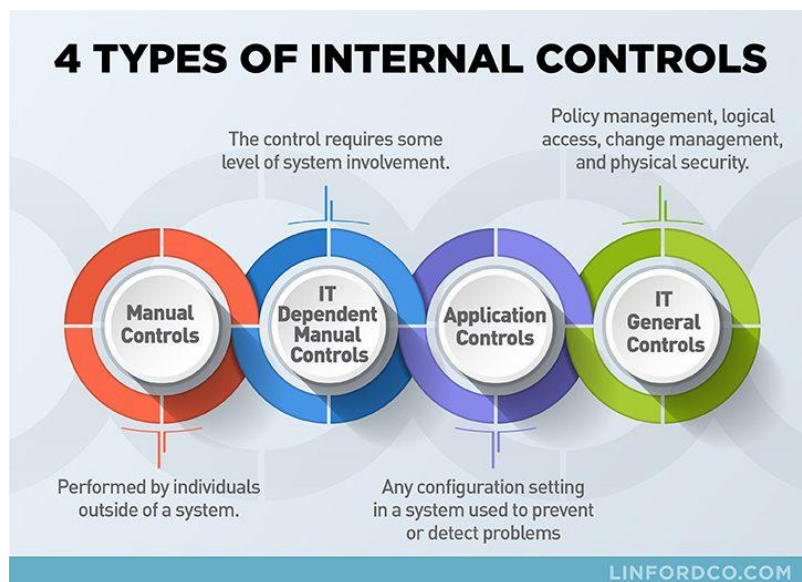 4 TYPES OF INTERNAL CONTROLS
The control requires some
level of system involvement.
Policy management, logical
access, change management,
and physical security.
Manual
Controls
IT
Dependent
Manual
Controls
Application
Controls
IT
General
Controls
Performed by individuals
outside of a system.
Any configuration setting
in a system used to prevent
or detect problems
LINFORDCO.COM